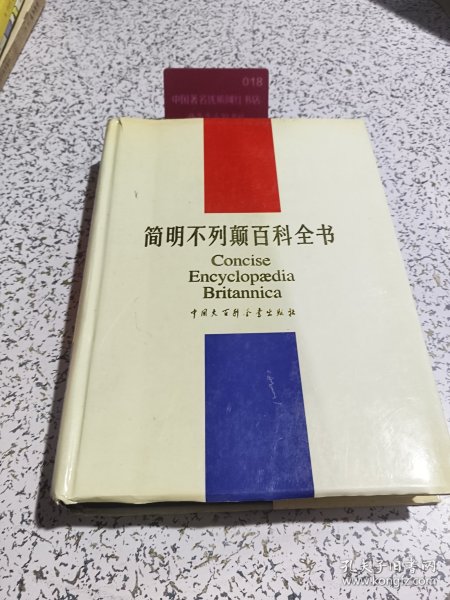 018
简明不列颠百科全书
Concise
Encyclopædia
Britannica
中国大百科全书出版社
孔夫子旧书网
www.kongfz.com